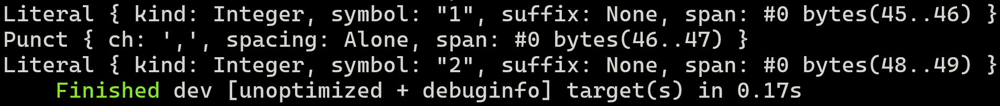 Literal { kind: Integer, symbol: "1", suffix: None, span: #0 bytes(45..46) }
Punct { ch: ',', spacing: Alone, span: #0 bytes(46..47) }
Literal { kind: Integer, symbol: "2", suffix: None, span: #0 bytes(48..49) }
    Finished dev [unoptimized + debuginfo] target(s) in 0.17s